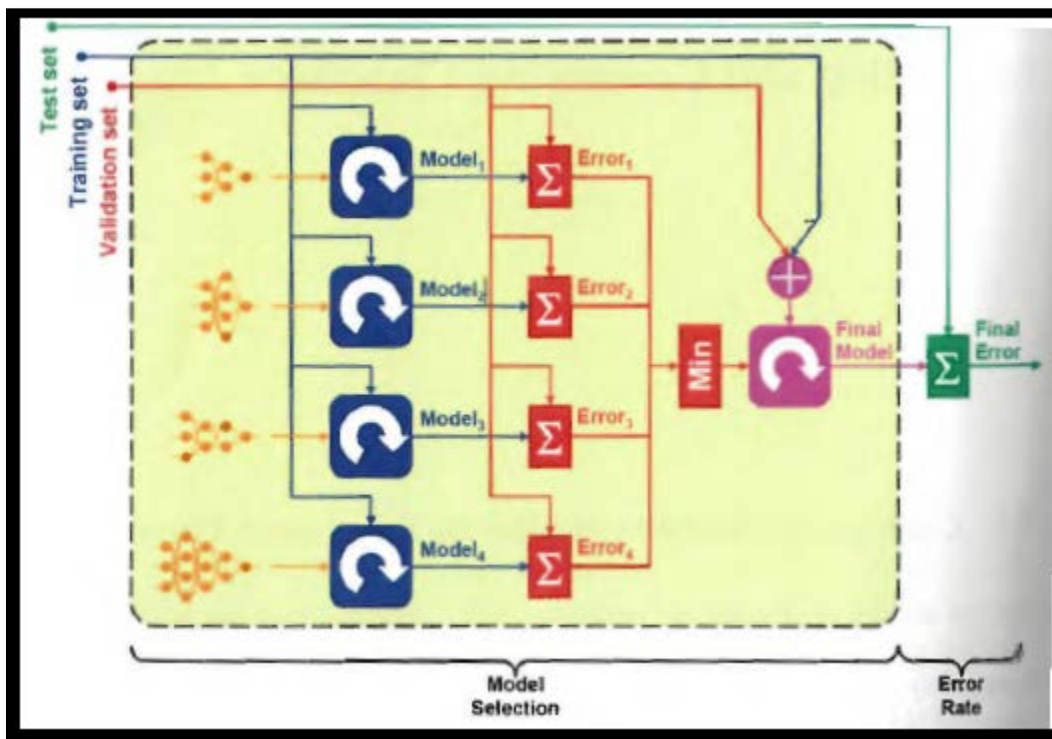 Test set
Training set
Validation set
Model1
Σ
Error1
Model2
Σ
Error2
Model3
Σ
Error3
Model4
Σ
Error4
Min
+
Final
Model
Σ
Final
Error
Model
Selection
Error
Rate